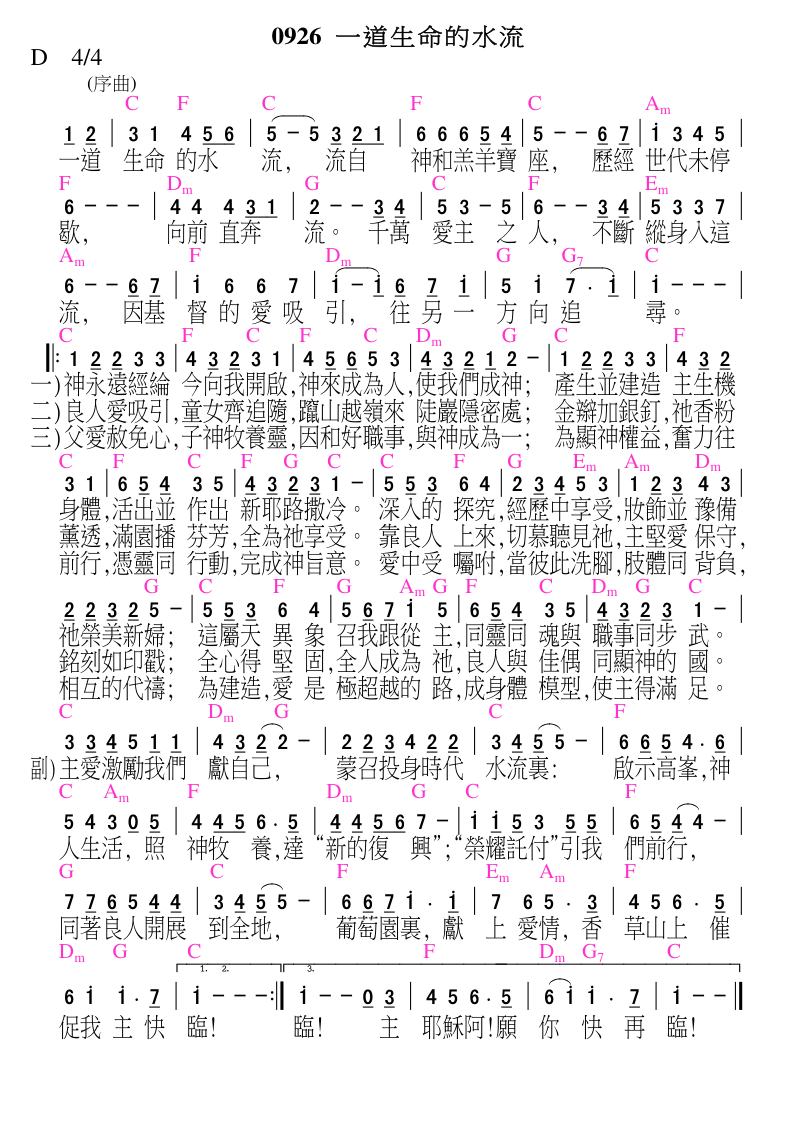 0926 一道生命的水流
D 4/4
(序曲)
C F C F C Am
1 2 | 3 1 4 5 6 | 5 - 5 3 2 1 | 6 6 6 5 4 | 5 - - 6 7 | i 3 4 5 |
一道 生命 的水 流, 流自 神和羔羊寶 座, 歷經 世代未停
F Dm G C F Em
6 - - - | 4 4 4 3 1 | 2 - - 3 4 | 5 3 - 5 | 6 - - 3 4 | 5 3 3 7 |
歇, 向前 直奔 流。 千萬 愛主 之 人, 不斷 縱身入這
Am F Dm G G7 C
6 - - 6 7 | i 6 6 7 | i - i 6 7 i | 5 i 7 . i | i - - - |
流, 因基 督 的 愛 吸 引, 往 另 一 方 向 追 尋。
C F C F C Dm G C F
‖: 1 2 2 3 3 | 4 3 2 3 1 | 4 5 6 5 3 | 4 3 2 1 2 - | 1 2 2 3 3 | 4 3 2
一) 神永遠經綸 今向我開啟, 神來成為人, 使我們成神; 產生並建造 主生機
二) 良人愛吸引, 童女齊追隨, 躥山越嶺來 陡巖隱密處; 金辮加銀釘, 祂香粉
三) 父愛赦免心, 子神牧養靈, 因和好職事, 與神成為一; 為顯神權益, 奮力往
C F C F G C C F G Em Am Dm
3 1 | 6 5 4 3 5 | 4 3 2 3 1 - | 5 5 3 6 4 | 2 3 4 5 3 | 1 2 3 4 3 |
身體, 活出並 作出 新耶路撒冷。 深入的 探究, 經歷中享受, 妝飾並 豫備
薰透, 滿園播 芬芳, 全為祂享受。 靠良人 上來, 切慕聽見祂, 主堅愛 保守,
前行, 憑靈同 行動, 完成神旨意。 愛中受 囑咐, 當彼此洗腳, 肢體同 背負,
G C F G Am G F C Dm G C
2 2 3 2 5 - | 5 5 3 6 4 | 5 6 7 i 5 | 6 5 4 3 5 | 4 3 2 3 1 - |
祂榮美新婦; 這屬天 異 象 召我跟從 主, 同靈同 魂與 職事同步 武。
銘刻如印戳; 全心得 堅 固, 全人成為 祂, 良人與 佳偶 同顯神的 國。
相互的代禱; 為建造, 愛 是 極超越的 路, 成身體 模型, 使主得滿 足。
C Dm G C F
3 3 4 5 1 1 | 4 3 2 2 - | 2 2 3 4 2 2 | 3 4 5 5 - | 6 6 5 4 . 6 |
副) 主愛激勵我們 獻自己, 蒙召投身時代 水流裏: 啟示高峯, 神
C Am F Dm G C F
5 4 3 0 5 | 4 4 5 6 . 5 | 4 4 5 6 7 - | i i 5 3 5 5 | 6 5 4 4 - |
人生活, 照 神牧 養, 達 “新的復 興”; “榮耀託付” 引我 們前行,
G C F Em Am F
7 7 6 5 4 4 | 3 4 5 5 - | 6 6 7 i . i | 7 6 5 . 3 | 4 5 6 . 5 |
同著良人開展 到全地, 葡萄園裏, 獻 上 愛情, 香 草山上 催
Dm G C F Dm G7 C
1. 2. 3.
6 i i . 7 | i - - - :‖ i - - 0 3 | 4 5 6 . 5 | 6 i i . 7 | i - - ‖
促我 主 快 臨! 臨! 主 耶穌阿! 願 你 快 再 臨!